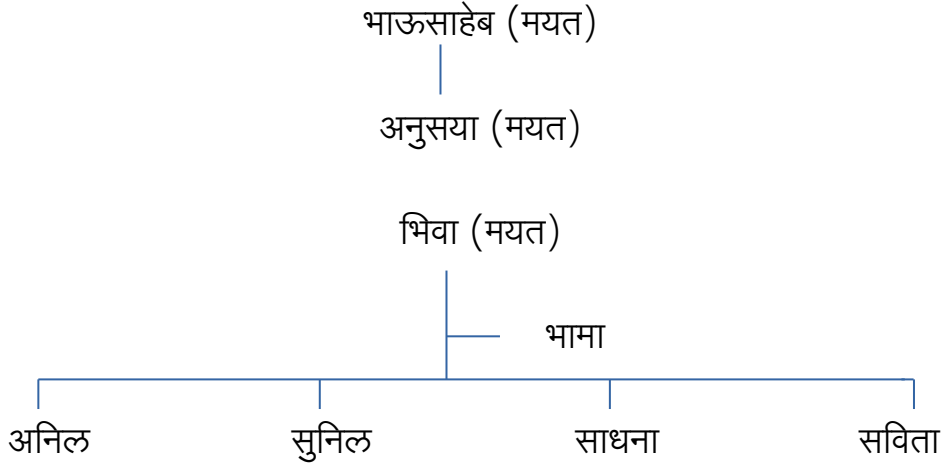 भाऊसाहेब (मयत)
अनुसया (मयत)
भिवा (मयत)
भामा
अनिल सुनिल साधना सविता